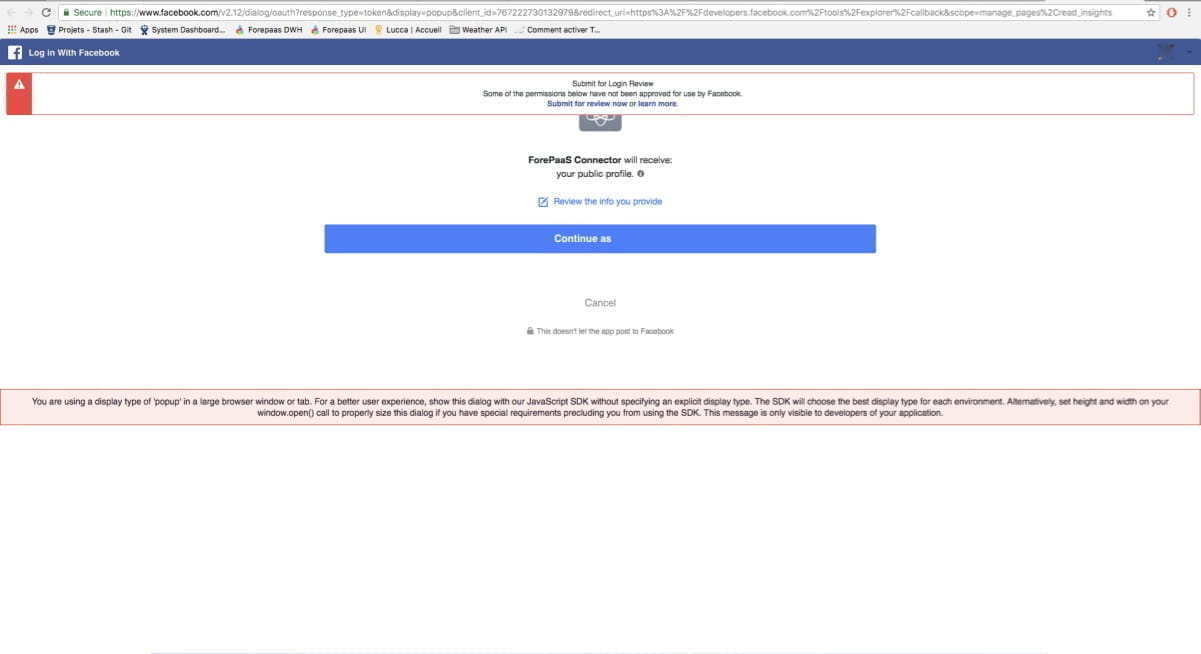 Secure https://www.facebook.com/v2.12/dialog/oauth?response_type=token&display=popup&client_id=767222730132979&redirect_uri=https%3A%2F%2Fdevelopers.facebook.com%2Ftools%2Fexplorer%2Fcallback&scope=manage_pages%2Cread_insights
Apps Projets - Stash - Git System Dashboard... Forepaas DWH Forepaas UI Lucca | Accueil Weather API Comment activer T...
Log in With Facebook
Submit for Login Review
Some of the permissions below have not been approved for use by Facebook.
Submit for review now or learn more.
ForePaaS Connector will receive:
your public profile.
Review the info you provide
Continue as
Cancel
This doesn't let the app post to Facebook
You are using a display type of 'popup' in a large browser window or tab. For a better user experience, show this dialog with our JavaScript SDK without specifying an explicit display type. The SDK will choose the best display type for each environment. Alternatively, set height and width on your
window.open() call to properly size this dialog if you have special requirements precluding you from using the SDK. This message is only visible to developers of your application.